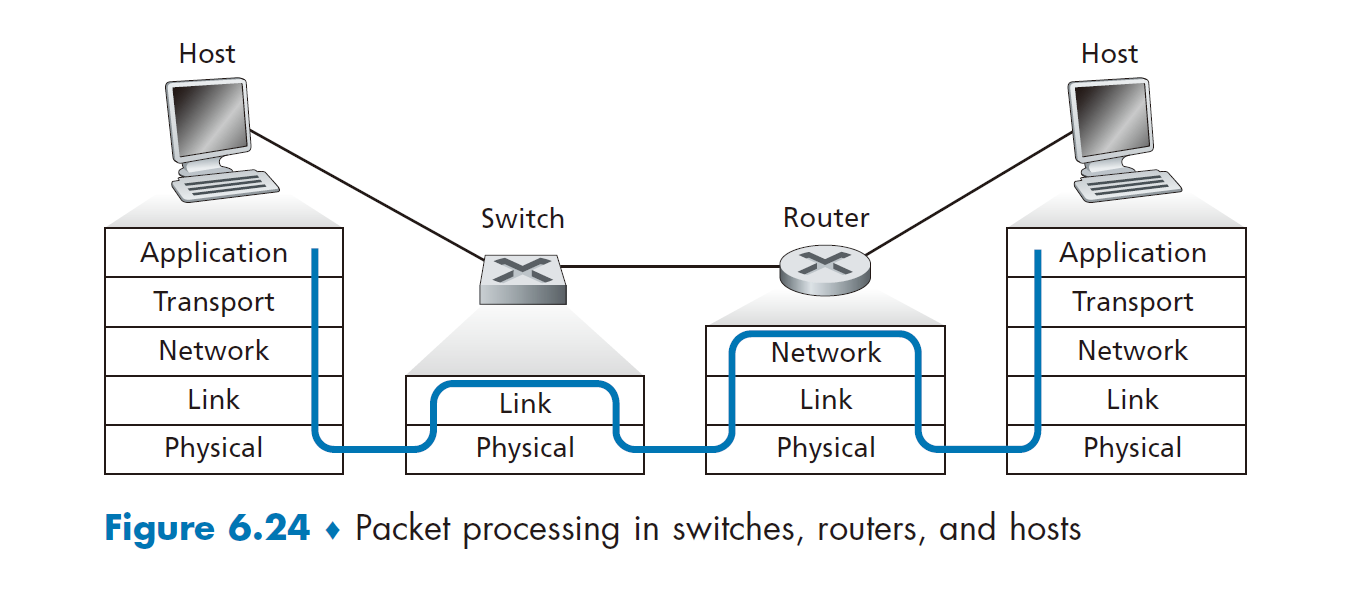 Host
Host
Switch
Router
Application
Transport
Network
Link
Physical
Link
Physical
Network
Link
Physical
Application
Transport
Network
Link
Physical
Figure 6.24 ♦ Packet processing in switches, routers, and hosts